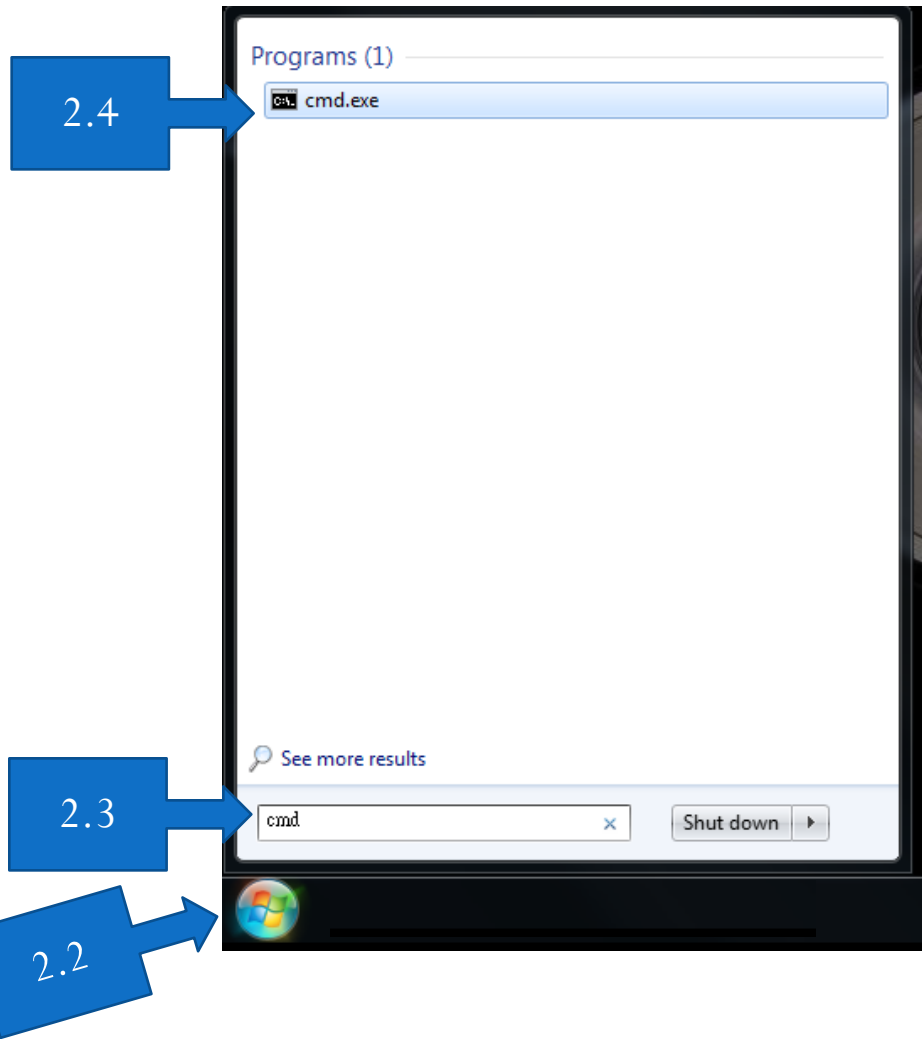 Programs (1)
2.4
cmd.exe
See more results
2.3
cmd
Shut down
2.2